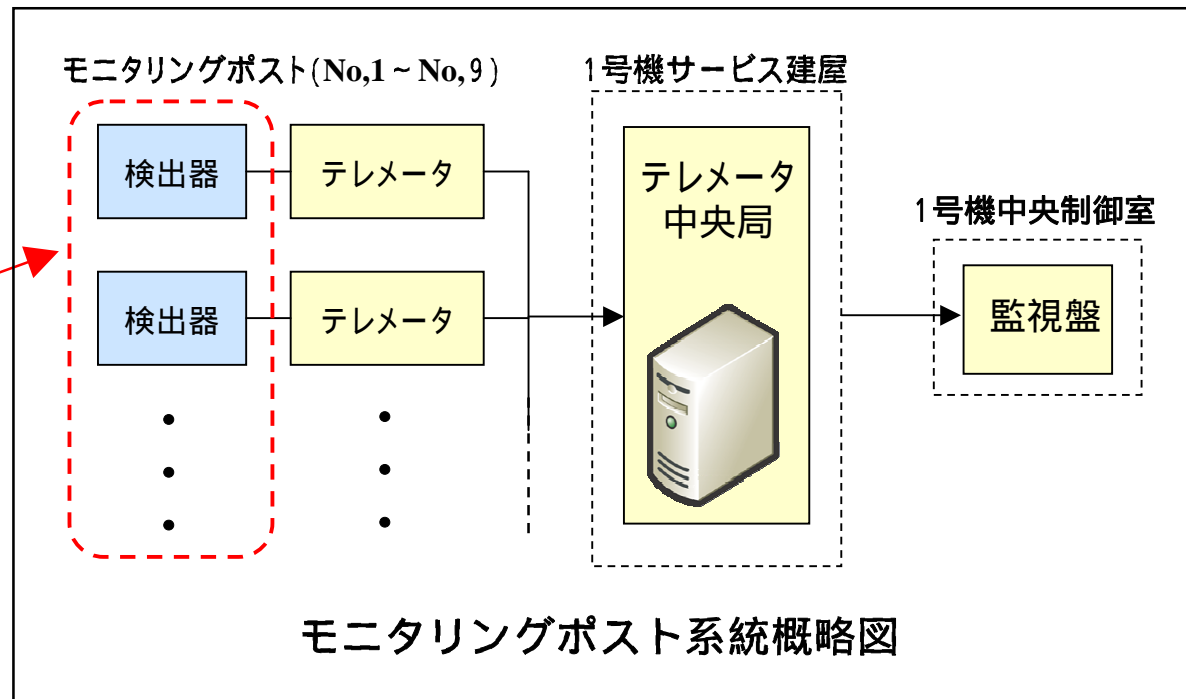 モニタリングポスト(No,1~No,9)
1号機サービス建屋
検出器
テレメータ
テレメータ
中央局
1号機中央制御室
検出器
テレメータ
監視盤
モニタリングポスト系統概略図